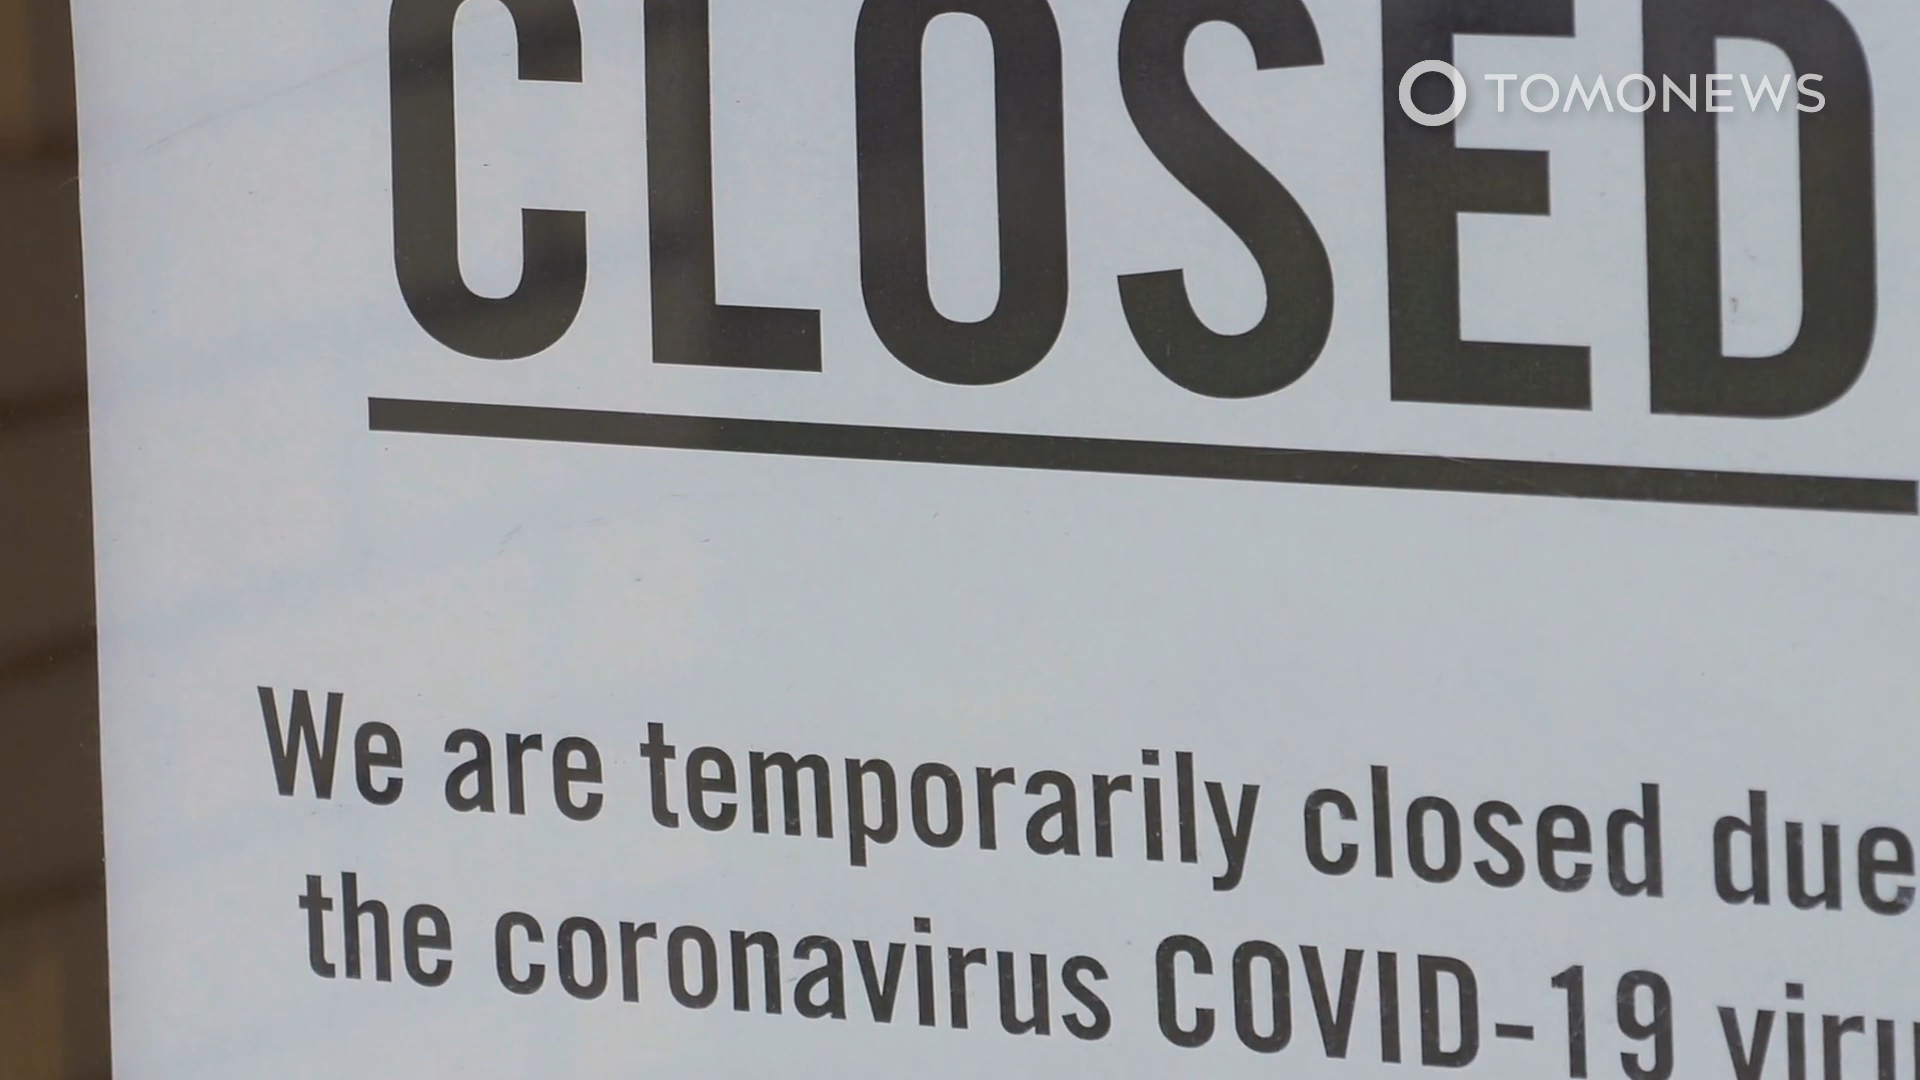 CLOSED
TOMONEWS
We are temporarily closed due
the coronavirus COVID-19